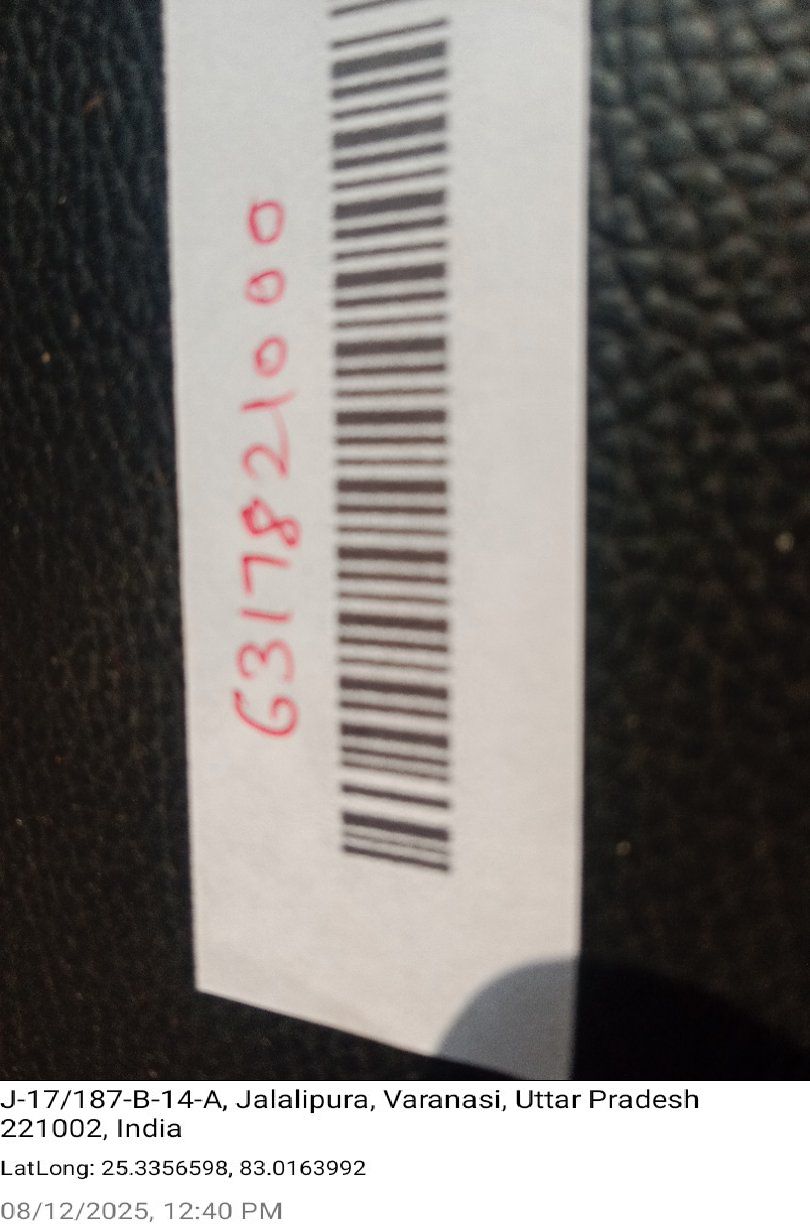 6317821000
J-17/187-B-14-A, Jalalipura, Varanasi, Uttar Pradesh
221002, India
LatLong: 25.3356598, 83.0163992
08/12/2025, 12:40 PM